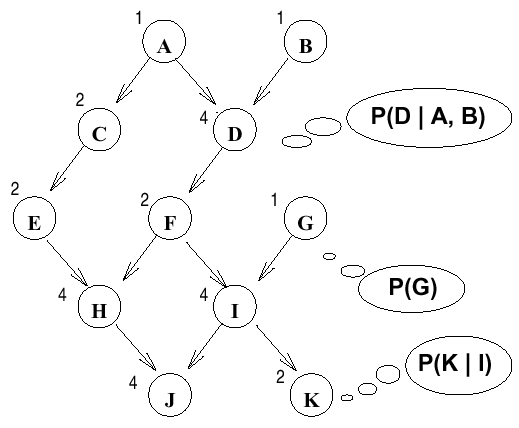 1 A
1 B
2 C
4 D
P(D | A, B)
2 E
2 F
1 G
P(G)
4 H
4 I
P(K | I)
4 J
2 K